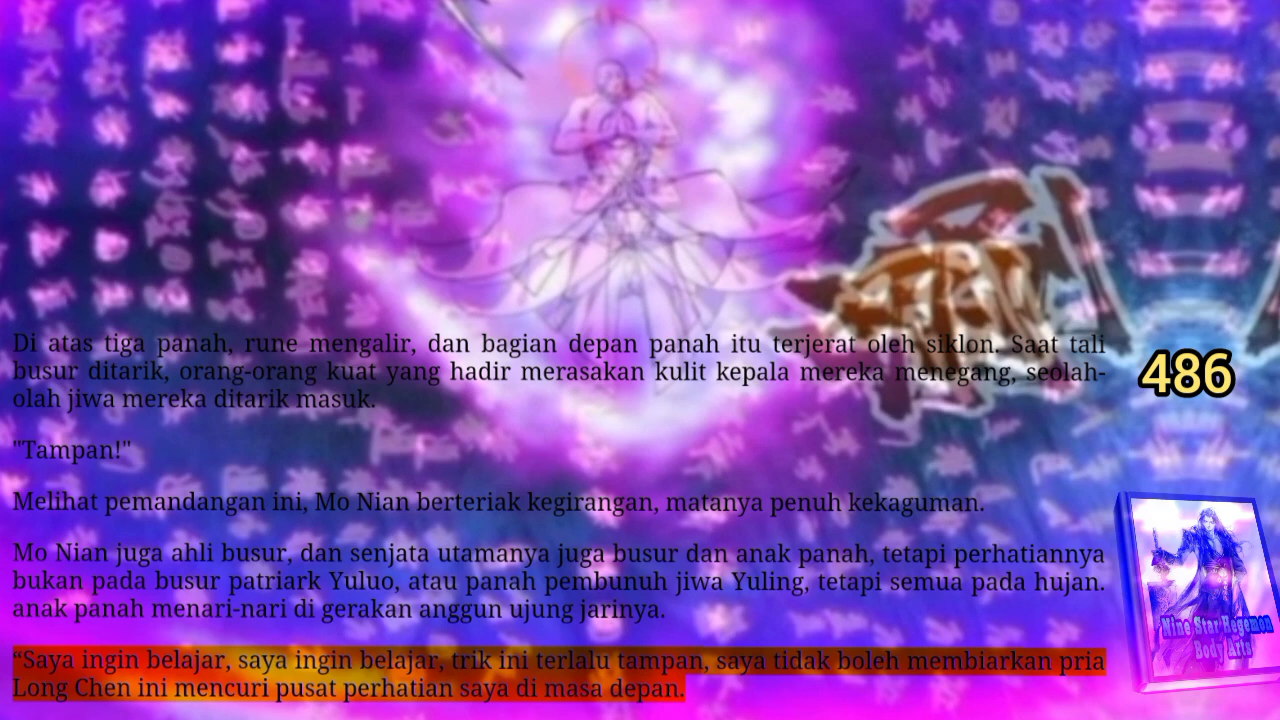 Di atas tiga panah, rune mengalir, dan bagian depan panah itu terjerat oleh siklon. Saat tali
busur ditarik, orang-orang kuat yang hadir merasakan kulit kepala mereka menegang, seolah-
olah jiwa mereka ditarik masuk.
"Tampan!"
Melihat pemandangan ini, Mo Nian berteriak kegirangan, matanya penuh kekaguman.
Mo Nian juga ahli busur, dan senjata utamanya juga busur dan anak panah, tetapi perhatiannya
bukan pada busur patriark Yuluo, atau panah pembunuh jiwa Yuling, tetapi semua pada hujan.
anak panah menari-nari di gerakan anggun ujung jarinya.
“Saya ingin belajar, saya ingin belajar, trik ini terlalu tampan, saya tidak boleh membiarkan pria
Long Chen ini mencuri pusat perhatian saya di masa depan.
486
Nine Star Hegemon
Body Arts